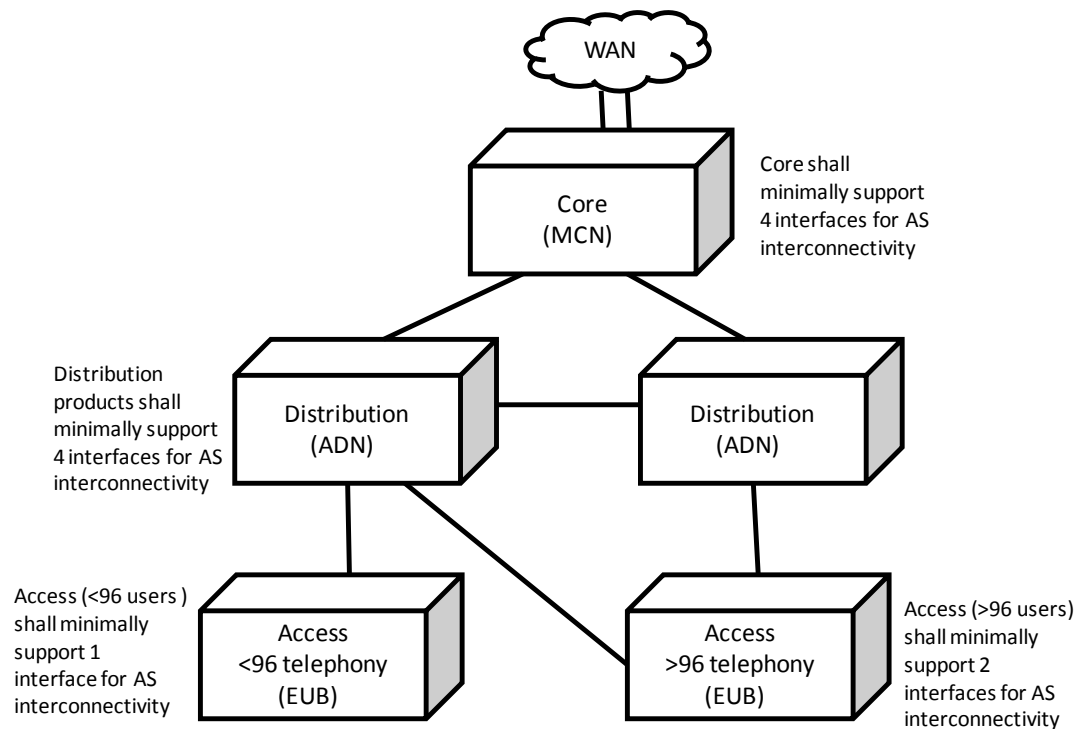 WAN
Core
(MCN)
Core shall
minimally support
4 interfaces for AS
interconnectivity
Distribution
products shall
minimally support
4 interfaces for AS
interconnectivity
Distribution
(ADN)
Distribution
(ADN)
Access (<96 users )
shall minimally
support 1
interface for AS
interconnectivity
Access
<96 telephony
(EUB)
Access
>96 telephony
(EUB)
Access (>96 users)
shall minimally
support 2
interfaces for AS
interconnectivity